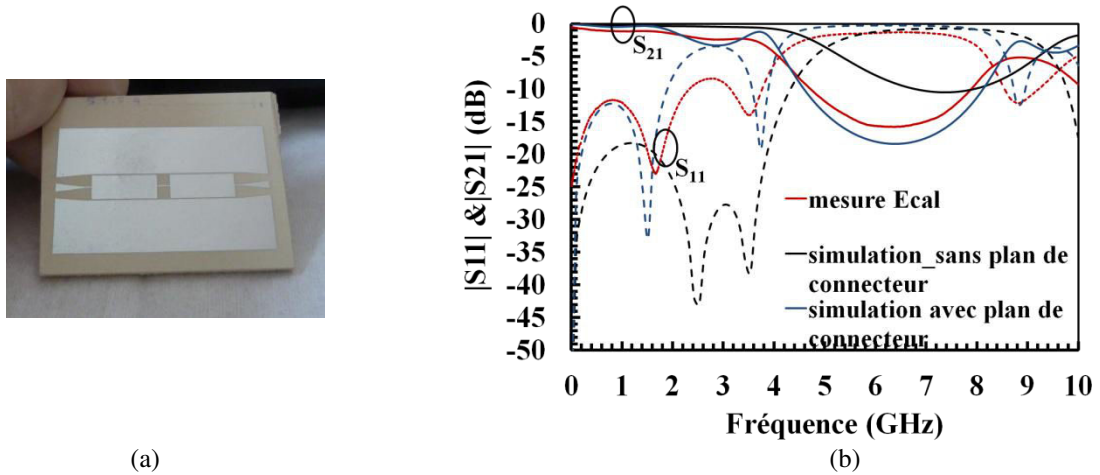 |S11| &|S21| (dB)
0
-5
-10
-15
-20
-25
-30
-35
-40
-45
-50
S21
S11
mesure Ecal
simulation_sans plan de
connecteur
simulation avec plan de
connecteur
0 1 2 3 4 5 6 7 8 9 10
Fréquence (GHz)
(a)
(b)